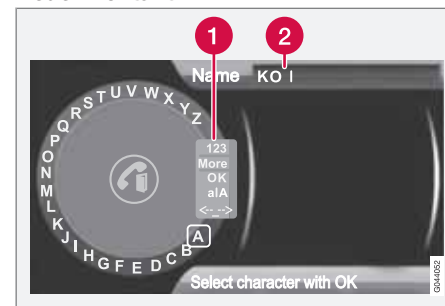 1
2
Name KO I
A B C D E F G H I J K L M N O P Q R S T U V W X Y Z
123
More
OK
a|A
<--_-->
Select character with OK
G044052